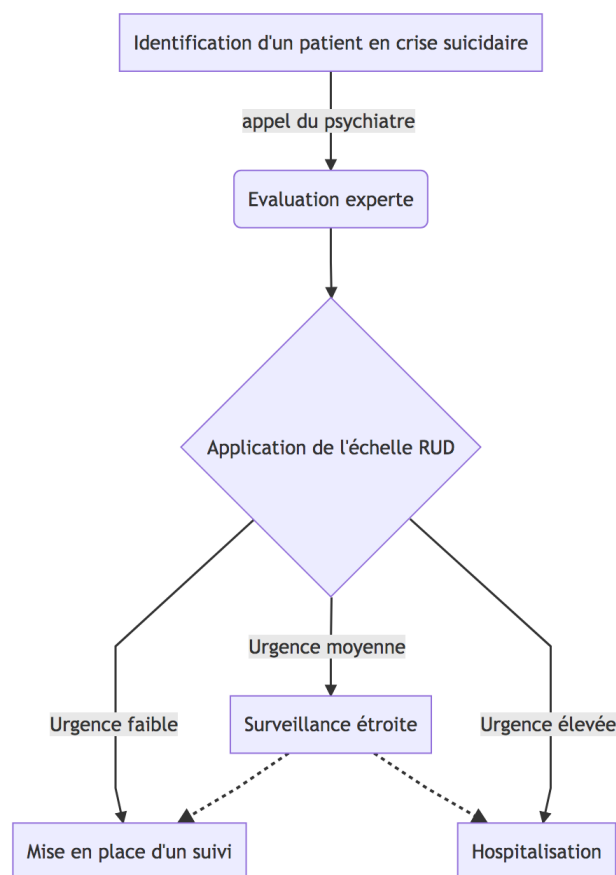 Identification d'un patient en crise suicidaire
appel du psychiatre
Evaluation experte
Application de l'échelle RUD
Urgence moyenne
Urgence faible
Surveillance étroite
Urgence élevée
Mise en place d'un suivi
Hospitalisation